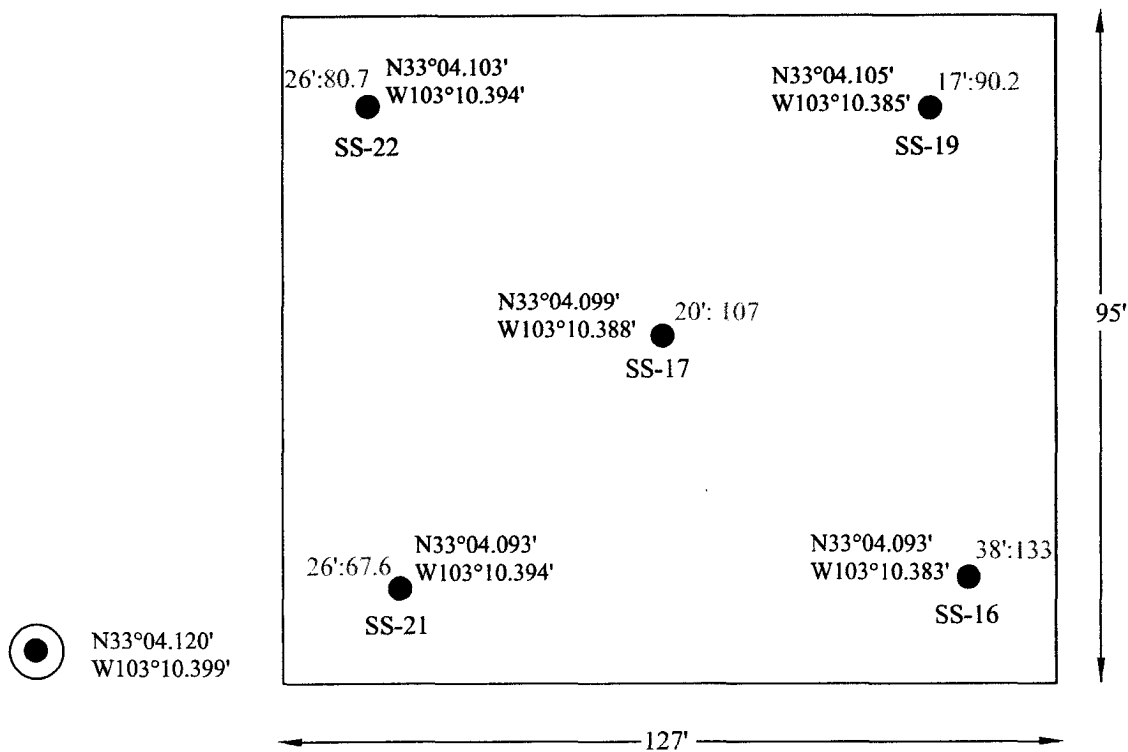 26':80.7
N33°04.103'
W103°10.394'
SS-22
N33°04.105'
W103°10.385'
17':90.2
SS-19
N33°04.099'
W103°10.388'
20': 107
SS-17
95'
26':67.6
N33°04.093'
W103°10.394'
SS-21
N33°04.093'
W103°10.383'
38':133
SS-16
N33°04.120'
W103°10.399'
127'